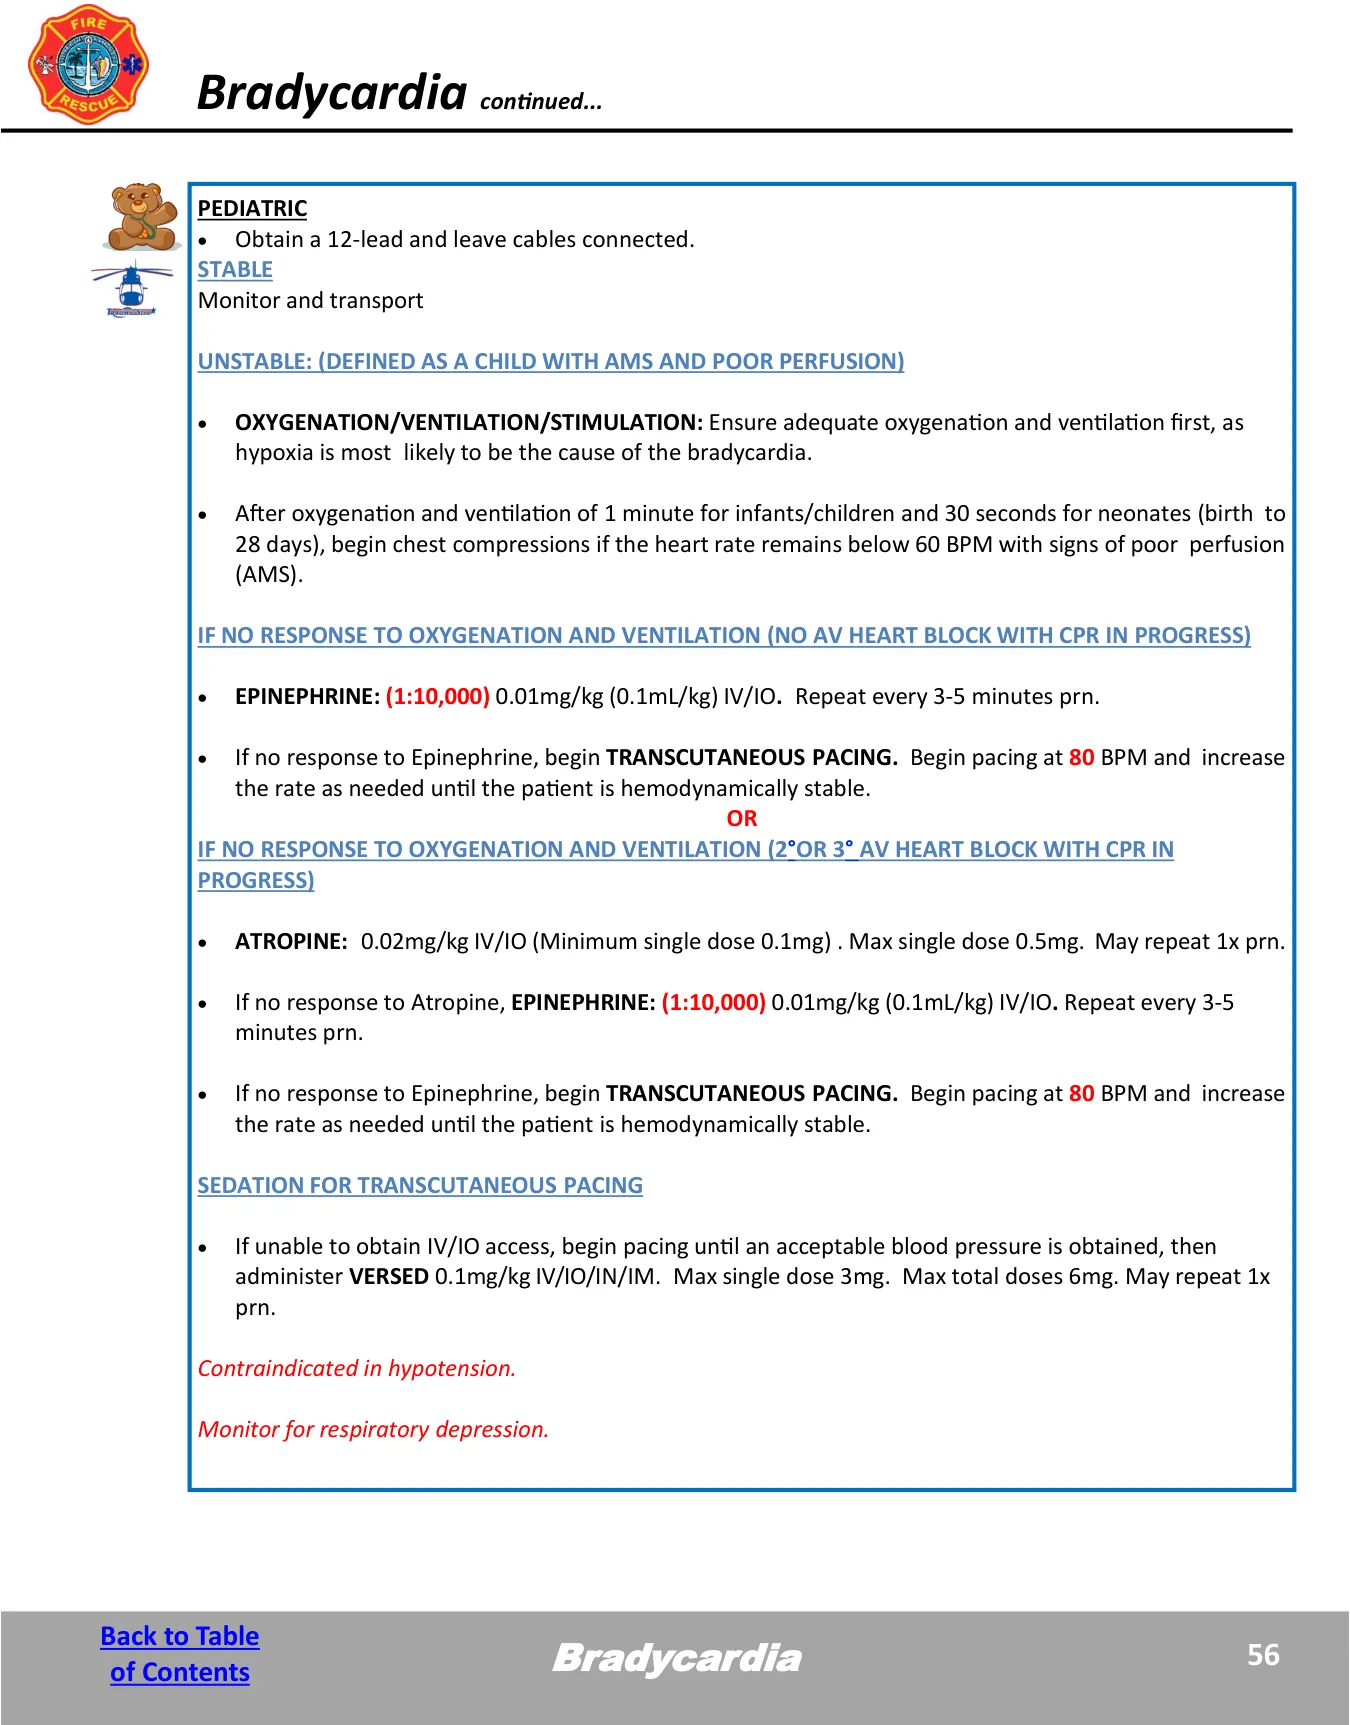 FIRE
RESCUE
Bradycardia continued...
PEDIATRIC
• Obtain a 12-lead and leave cables connected.
STABLE
Monitor and transport
UNSTABLE: (DEFINED AS A CHILD WITH AMS AND POOR PERFUSION)
• OXYGENATION/VENTILATION/STIMULATION: Ensure adequate oxygenation and ventilation first, as
hypoxia is most likely to be the cause of the bradycardia.
• After oxygenation and ventilation of 1 minute for infants/children and 30 seconds for neonates (birth to
28 days), begin chest compressions if the heart rate remains below 60 BPM with signs of poor perfusion
(AMS).
IF NO RESPONSE TO OXYGENATION AND VENTILATION (NO AV HEART BLOCK WITH CPR IN PROGRESS)
• EPINEPHRINE: (1:10,000) 0.01mg/kg (0.1mL/kg) IV/IO. Repeat every 3-5 minutes prn.
• If no response to Epinephrine, begin TRANSCUTANEOUS PACING. Begin pacing at 80 BPM and increase
the rate as needed until the patient is hemodynamically stable.
OR
IF NO RESPONSE TO OXYGENATION AND VENTILATION (2°OR 3° AV HEART BLOCK WITH CPR IN
PROGRESS)
• ATROPINE: 0.02mg/kg IV/IO (Minimum single dose 0.1mg) . Max single dose 0.5mg. May repeat 1x prn.
• If no response to Atropine, EPINEPHRINE: (1:10,000) 0.01mg/kg (0.1mL/kg) IV/IO. Repeat every 3-5
minutes prn.
• If no response to Epinephrine, begin TRANSCUTANEOUS PACING. Begin pacing at 80 BPM and increase
the rate as needed until the patient is hemodynamically stable.
SEDATION FOR TRANSCUTANEOUS PACING
• If unable to obtain IV/IO access, begin pacing until an acceptable blood pressure is obtained, then
administer VERSED 0.1mg/kg IV/IO/IN/IM. Max single dose 3mg. Max total doses 6mg. May repeat 1x
prn.
Contraindicated in hypotension.
Monitor for respiratory depression.
Back to Table
of Contents
Bradycardia
56